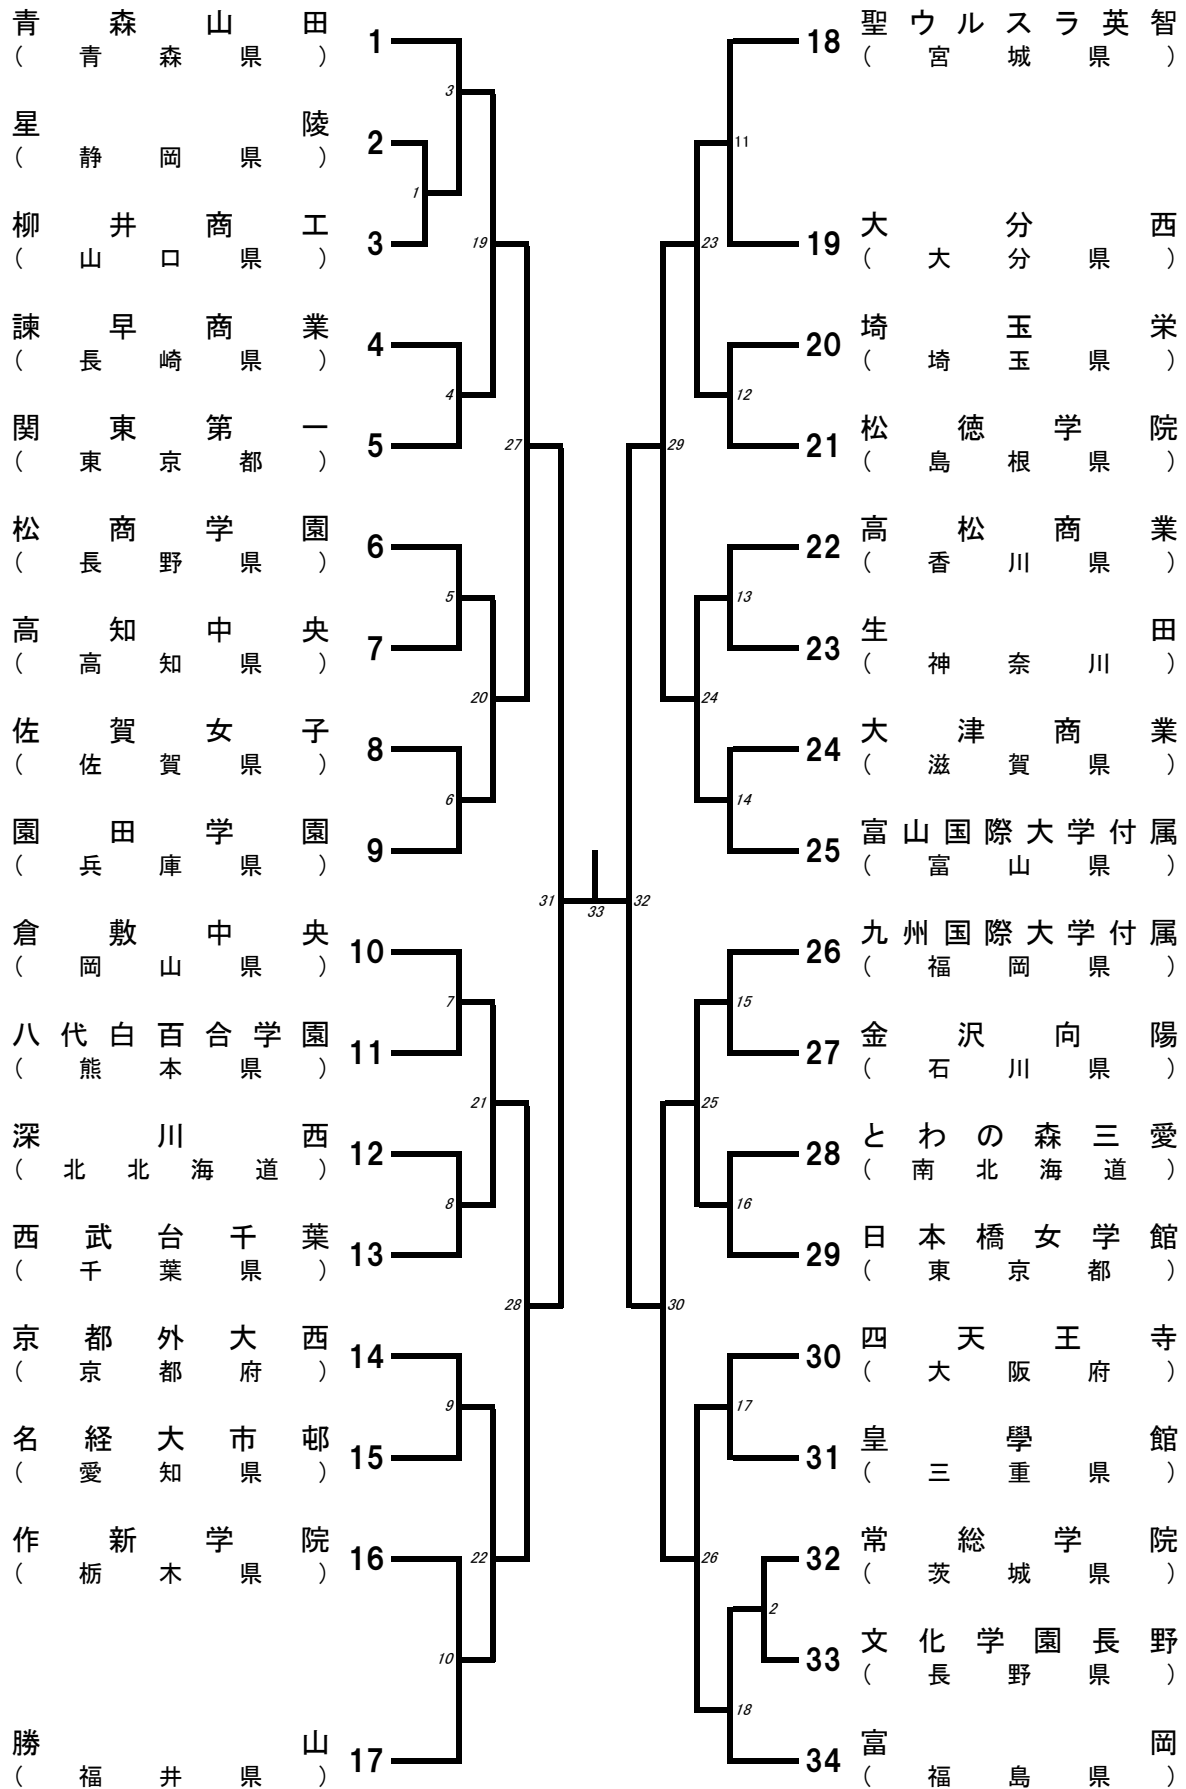 青森山田
(青森県)
1
星陵
(静岡県)
2
柳井商工
(山口県)
3
諫早商業
(長崎県)
4
関東第一
(東京都)
5
松商学園
(長野県)
6
高知中央
(高知県)
7
佐賀女子
(佐賀県)
8
園田学園
(兵庫県)
9
倉敷中央
(岡山県)
10
八代白百合学園
(熊本県)
11
深川西
(北北海道)
12
西武台千葉
(千葉県)
13
京都外大西
(京都府)
14
名経大市邨
(愛知県)
15
作新学院
(栃木県)
16
勝山
(福井県)
17
3
1
19
4
27
5
20
6
31
7
21
8
28
9
22
10
33
32
11
23
12
29
13
24
14
15
25
16
30
17
26
2
18
18
聖ウルスラ英智
(宮城県)
19
大分西
(大分県)
20
埼玉栄
(埼玉県)
21
松徳学院
(島根県)
22
高松商業
(香川県)
23
生田
(神奈川)
24
大津商業
(滋賀県)
25
富山国際大学付属
(富山県)
26
九州国際大学付属
(福岡県)
27
金沢向陽
(石川県)
28
とわの森三愛
(南北海道)
29
日本橋女学館
(東京都)
30
四天王寺
(大阪府)
31
皇學館
(三重県)
32
常総学院
(茨城県)
33
文化学園長野
(長野県)
34
富岡
(福島県)